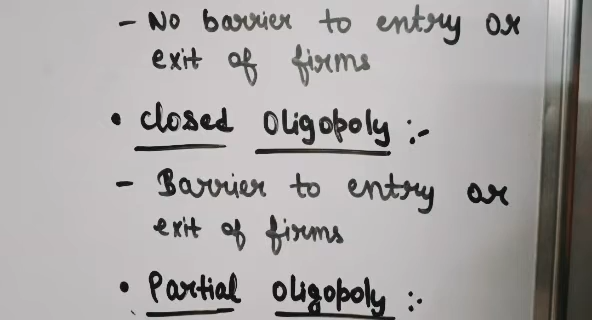 - No barrier to entry or
exit of firms
• closed Oligopoly :-
- Barrier to entry or
exit of firms
• Partial oligopoly :-